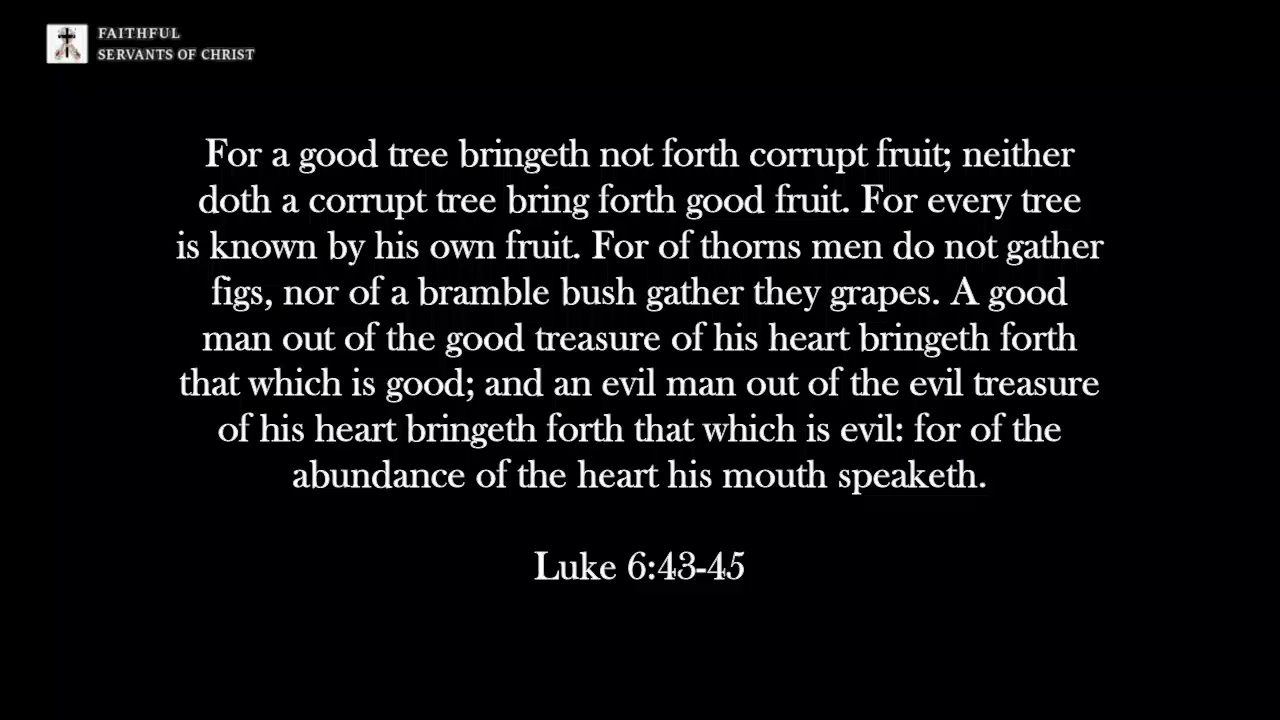 FAITHFUL
SERVANTS OF CHRIST
For a good tree bringeth not forth corrupt fruit; neither
doth a corrupt tree bring forth good fruit. For every tree
is known by his own fruit. For of thorns men do not gather
figs, nor of a bramble bush gather they grapes. A good
man out of the good treasure of his heart bringeth forth
that which is good; and an evil man out of the evil treasure
of his heart bringeth forth that which is evil: for of the
abundance of the heart his mouth speaketh.
Luke 6:43-45